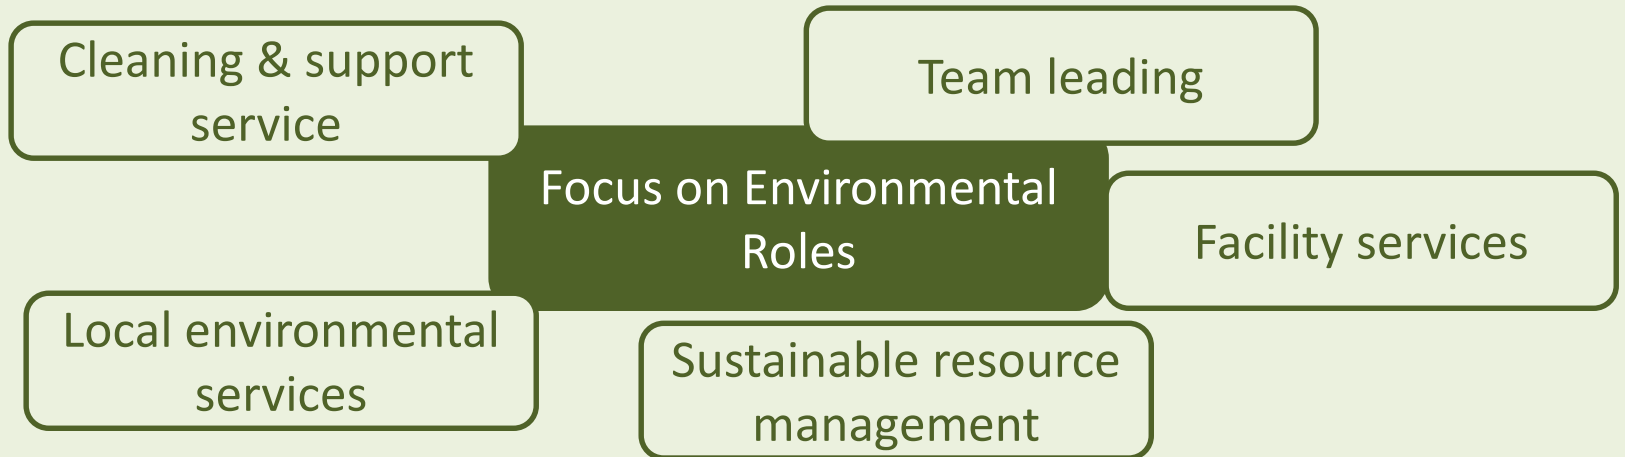 Cleaning & support
service
Team leading
Focus on Environmental
Roles
Facility services
Local environmental
services
Sustainable resource
management